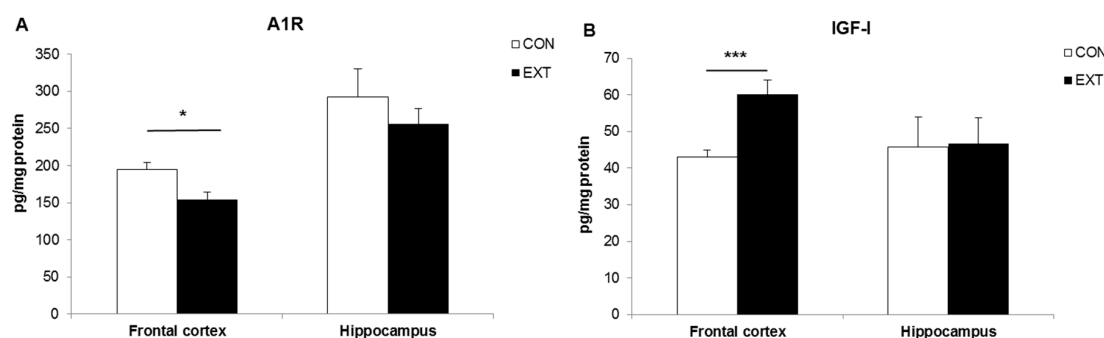 A
A1R
CON
EXT
pg/mg protein
350
300
250
200
150
100
50
0
*
Frontal cortex
Hippocampus
B
IGF-I
CON
EXT
pg/mg protein
70
60
50
40
30
20
10
0
***
Frontal cortex
Hippocampus